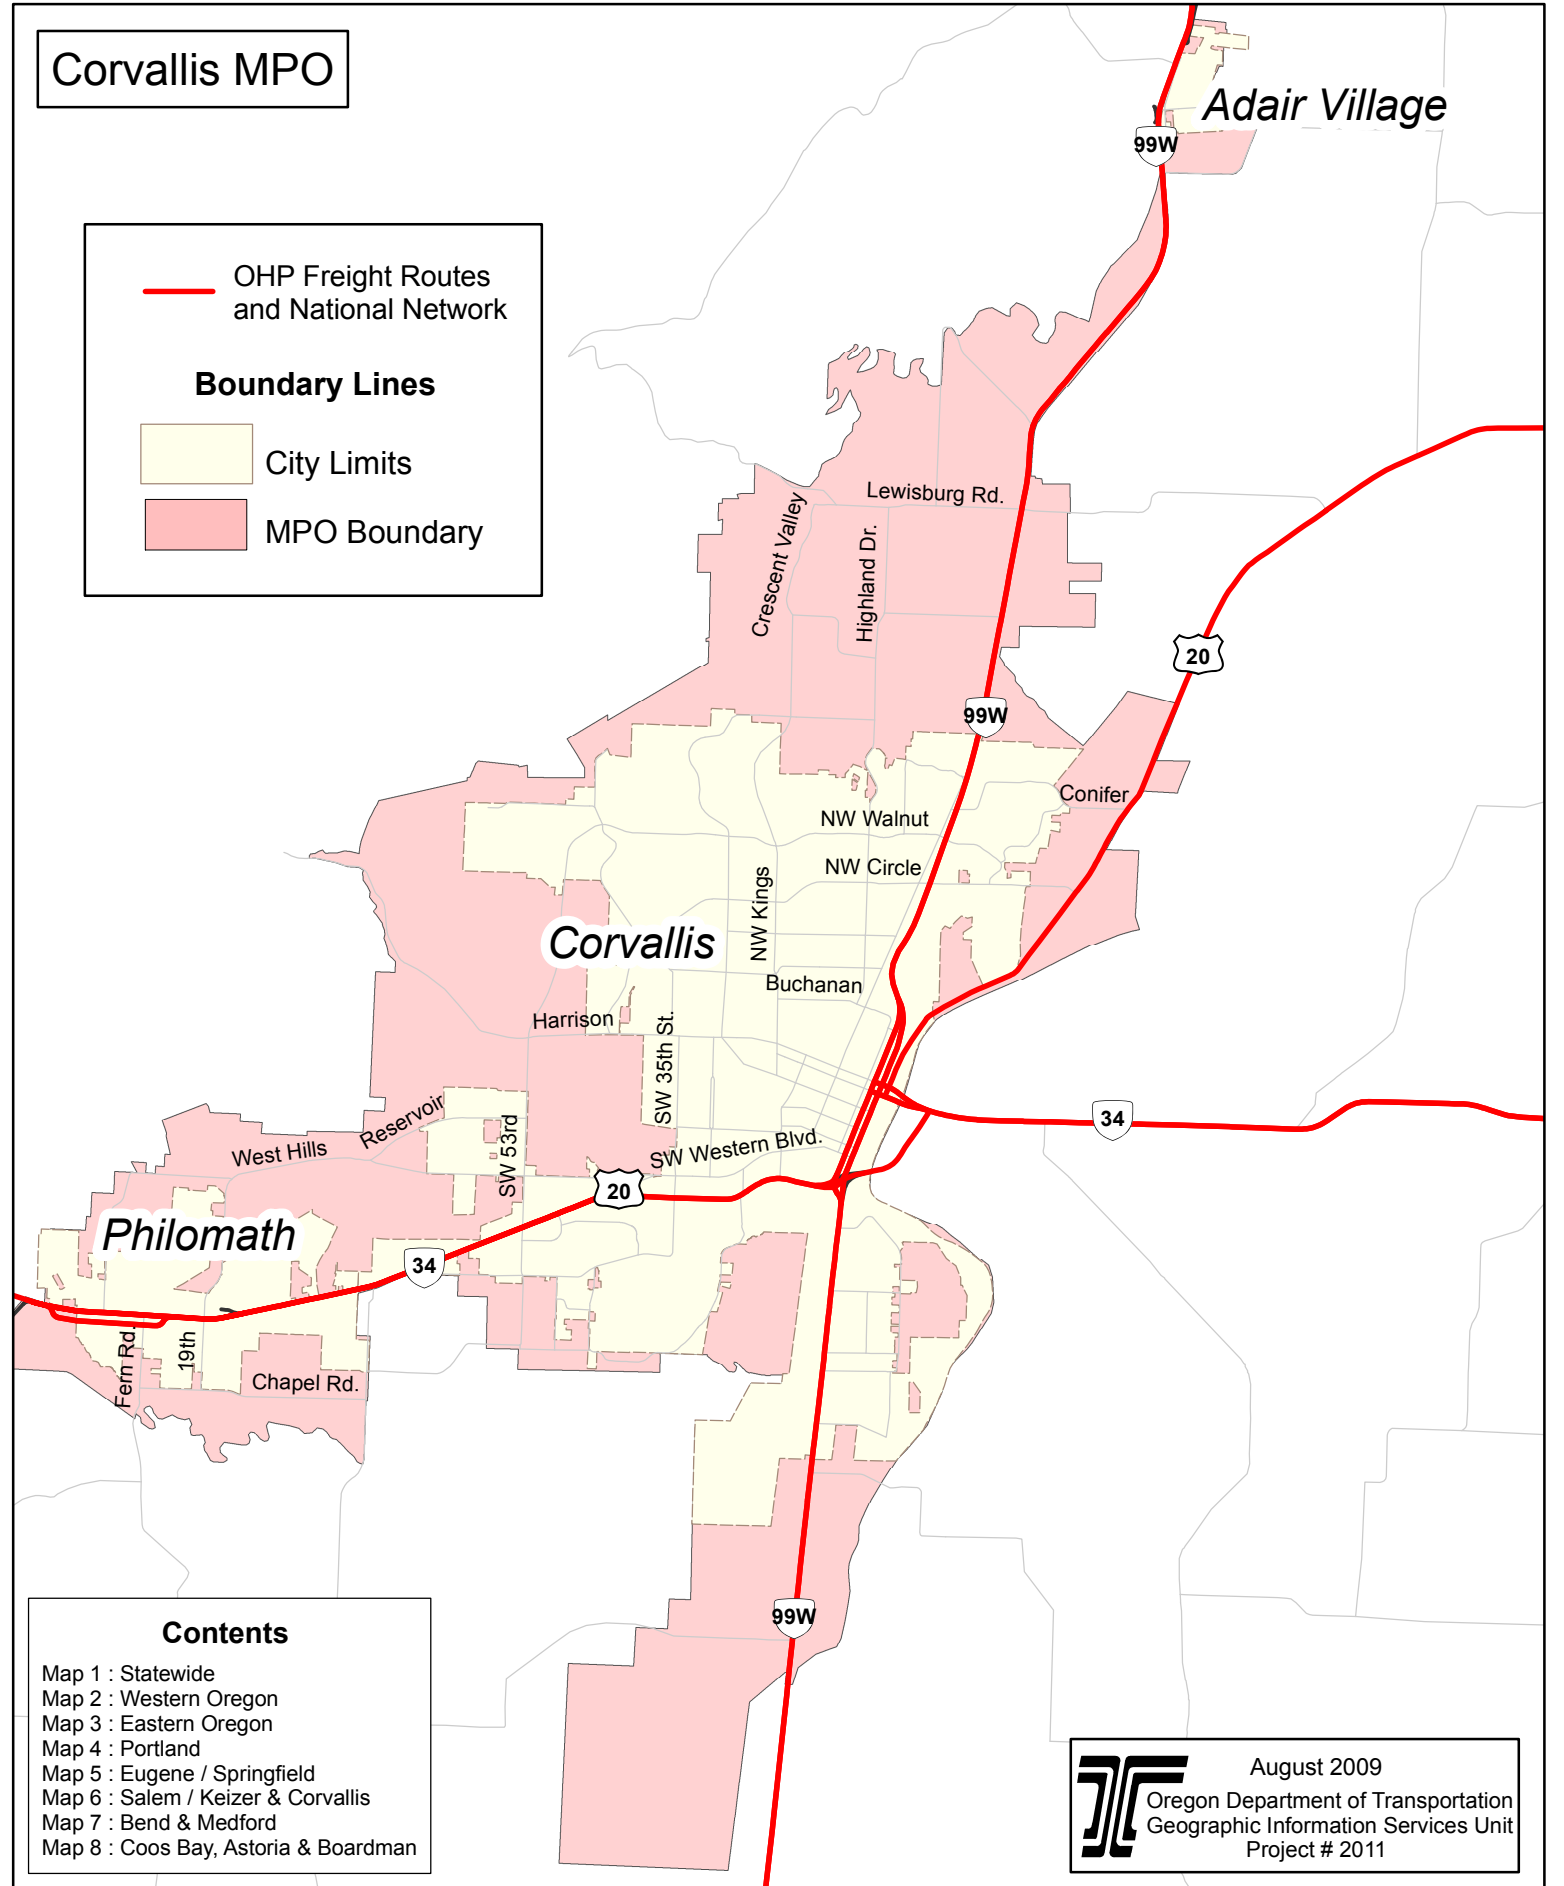 Corvallis MPO
Adair Village
99W
OHP Freight Routes
and National Network
Boundary Lines
City Limits
MPO Boundary
Lewisburg Rd.
Crescent Valley
Highland Dr.
20
99W
Conifer
NW Walnut
NW Circle
NW Kings
Corvallis
Buchanan
Harrison
SW 35th St.
Reservoir
34
West Hills
SW 53rd
SW Western Blvd.
20
Philomath
34
Fern Rd.
19th
Chapel Rd.
99W
Contents
Map 1 : Statewide
Map 2 : Western Oregon
Map 3 : Eastern Oregon
Map 4 : Portland
Map 5 : Eugene / Springfield
Map 6 : Salem / Keizer & Corvallis
Map 7 : Bend & Medford
Map 8 : Coos Bay, Astoria & Boardman
August 2009
Oregon Department of Transportation
Geographic Information Services Unit
Project # 2011